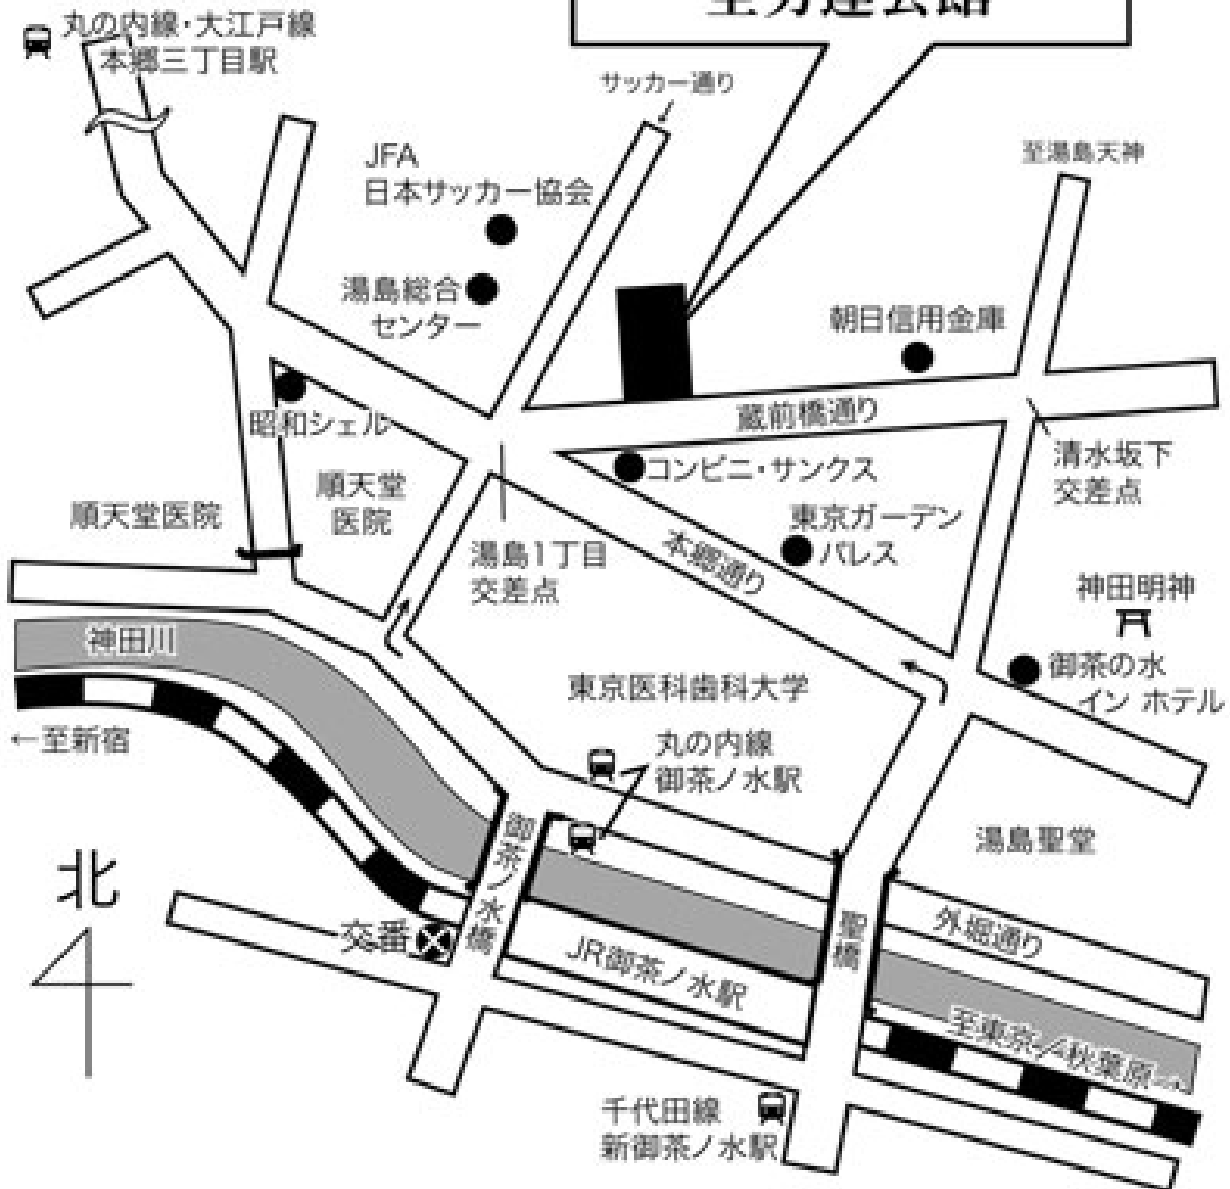 全労連会館
丸の内線・大江戸線
本郷三丁目駅
サッカー通り
JFA
日本サッカー協会
至湯島天神
湯島総合
センター
朝日信用金庫
昭和シェル
蔵前橋通り
清水坂下
交差点
コンビニ・サンクス
順天堂
医院
順天堂医院
東京ガーデン
パレス
本郷通り
湯島1丁目
交差点
神田明神
神田川
御茶の水
イン ホテル
東京医科歯科大学
←至新宿
丸の内線
御茶ノ水駅
御茶ノ水橋
湯島聖堂
北
交番
聖橋
外堀通り
JR御茶ノ水駅
至東京/秋葉原→
千代田線
新御茶ノ水駅